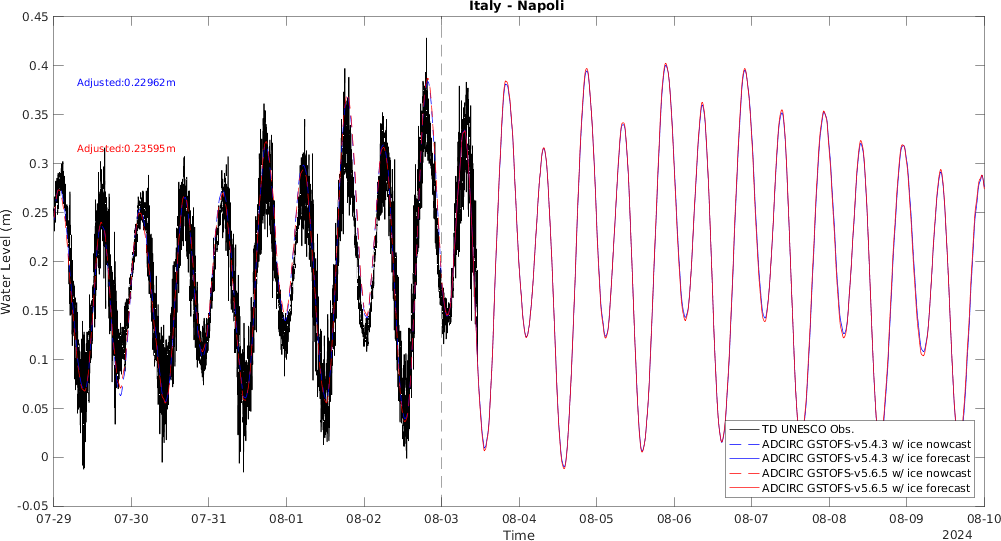 Italy - Napoli
Water Level (m)
0.45
0.4
0.35
0.3
0.25
0.2
0.15
0.1
0.05
0
-0.05
Adjusted:0.22962m
Adjusted:0.23595m
TD UNESCO Obs.
ADCIRC GSTOFS-v5.4.3 w/ ice nowcast
ADCIRC GSTOFS-v5.4.3 w/ ice forecast
ADCIRC GSTOFS-v5.6.5 w/ ice nowcast
ADCIRC GSTOFS-v5.6.5 w/ ice forecast
07-29 07-30 07-31 08-01 08-02 08-03 08-04 08-05 08-06 08-07 08-08 08-09 08-10
Time
2024